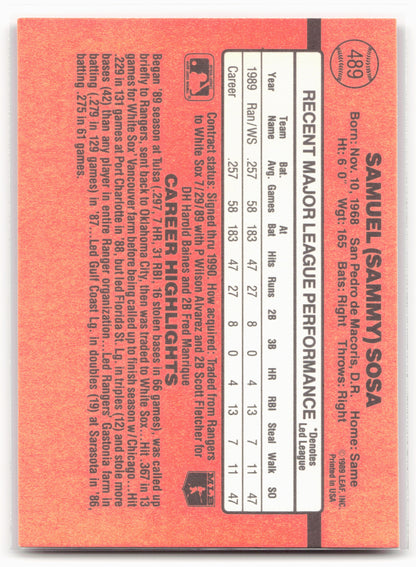 489
SAMUEL (SAMMY) SOSA
Born: Nov. 10, 1968 San Pedro de Macoris, D.R. Home: Same
Ht: 6' 0" Wgt: 165 Bats: Right Throws: Right
©1989 LEAF, INC.
Printed in USA
RECENT MAJOR LEAGUE PERFORMANCE *Denotes Led League
Year Team Name Bat. Avg. Games At Bat Hits Runs 2B 3B HR RBI Steal Walk SO
1989 Ran/WS .257 58 183 47 27 8 0 4 13 7 11 47
Career .257 58 183 47 27 8 0 4 13 7 11 47
Contract status: Signed thru 1990. How acquired: Traded from Rangers
to White Sox 7/29/89 with P Wilson Alvarez and 2B Scott Fletcher for
DH Harold Baines and 2B Fred Manrique
MLB
CAREER HIGHLIGHTS
Began '89 season at Tulsa (.297, 7 HR, 31 RBI, 16 stolen bases in 66 games), went up
briefly to Rangers, sent back to Oklahoma City, then was traded to White Sox...Hit .367 in 13
games for White Sox' Vancouver farm before being called up to finish season w/Chicago...Hit
.229 in 131 games at Port Charlotte in '88, but led Florida St. Lg. in triples (12) and stole more
bases (42) than any player in entire Ranger organization...Led Rangers' Gastonia farm in
batting (.279 in 129 games) in '87...Led Gulf Coast Lg. in doubles (19) at Sarasota in '86,
batting .275 in 61 games.